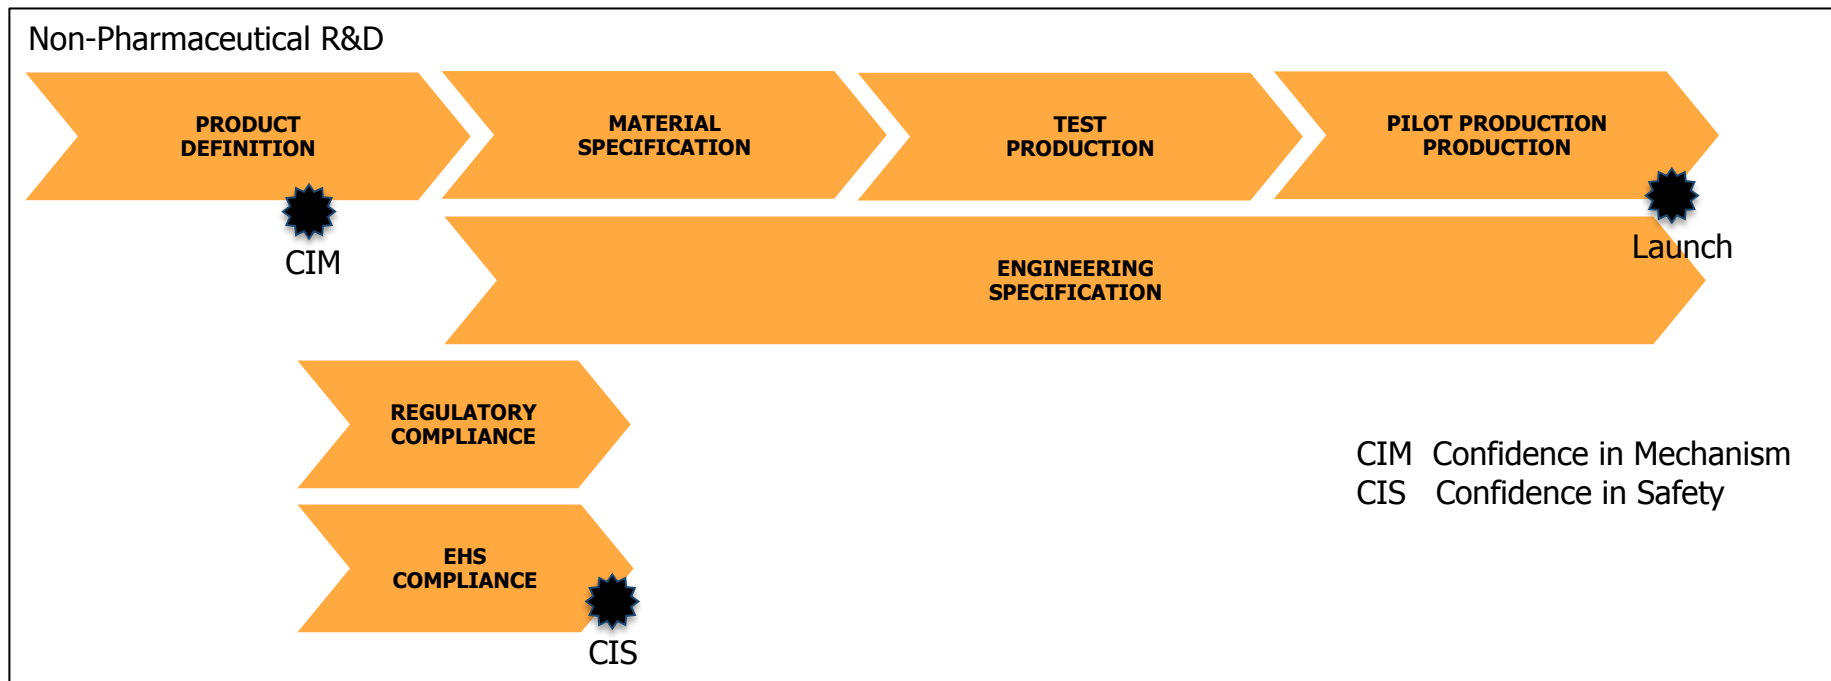 Non-Pharmaceutical R&D
PRODUCT
DEFINITION
MATERIAL
SPECIFICATION
TEST
PRODUCTION
PILOT PRODUCTION
PRODUCTION
CIM
Launch
ENGINEERING
SPECIFICATION
REGULATORY
COMPLIANCE
CIM Confidence in Mechanism
CIS Confidence in Safety
EHS
COMPLIANCE
CIS